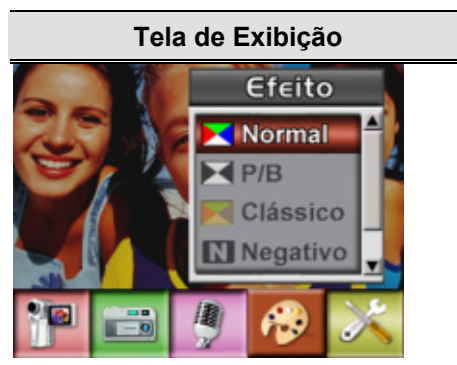 Tela de Exibição
Efeito
Normal
P/B
Clássico
N Negativo